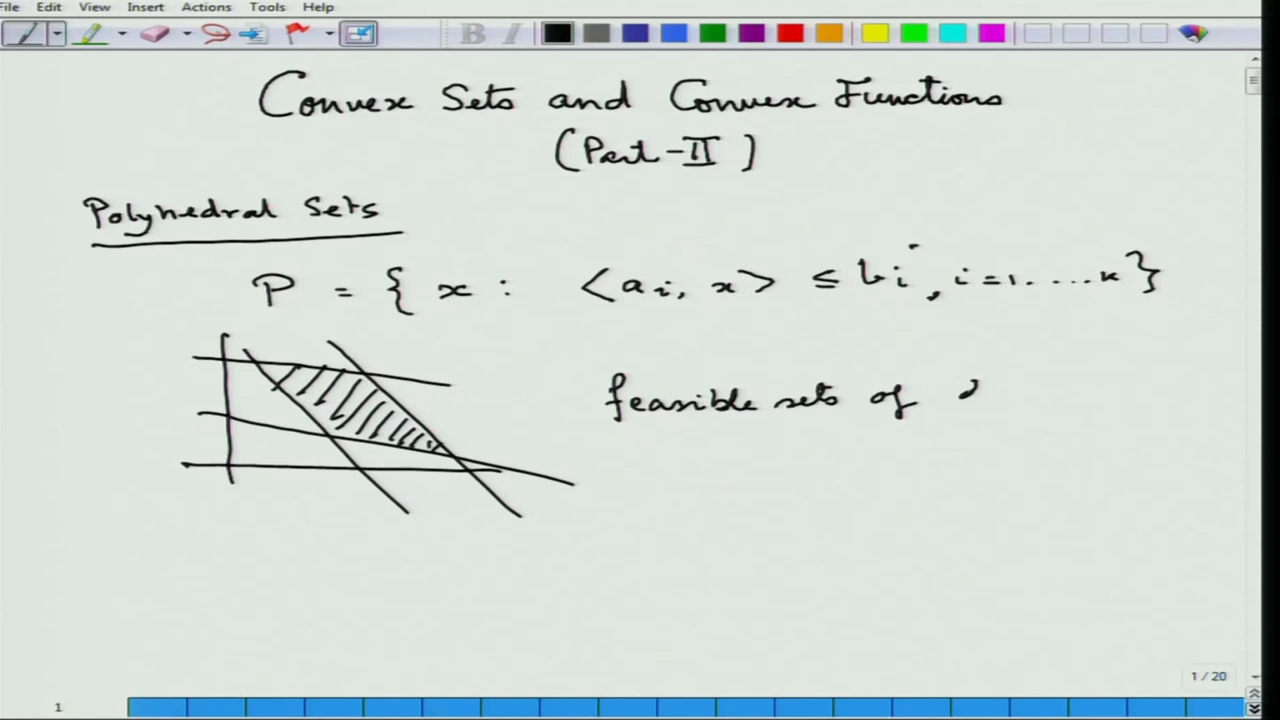 File Edit View Insert Actions Tools Help
B I
Convex Sets and Convex Functions
(Part-II)
Polyhedral Sets
P = { x : <ai, x> ≤ bi, i=1.....k }
feasible sets of
1 / 20
1